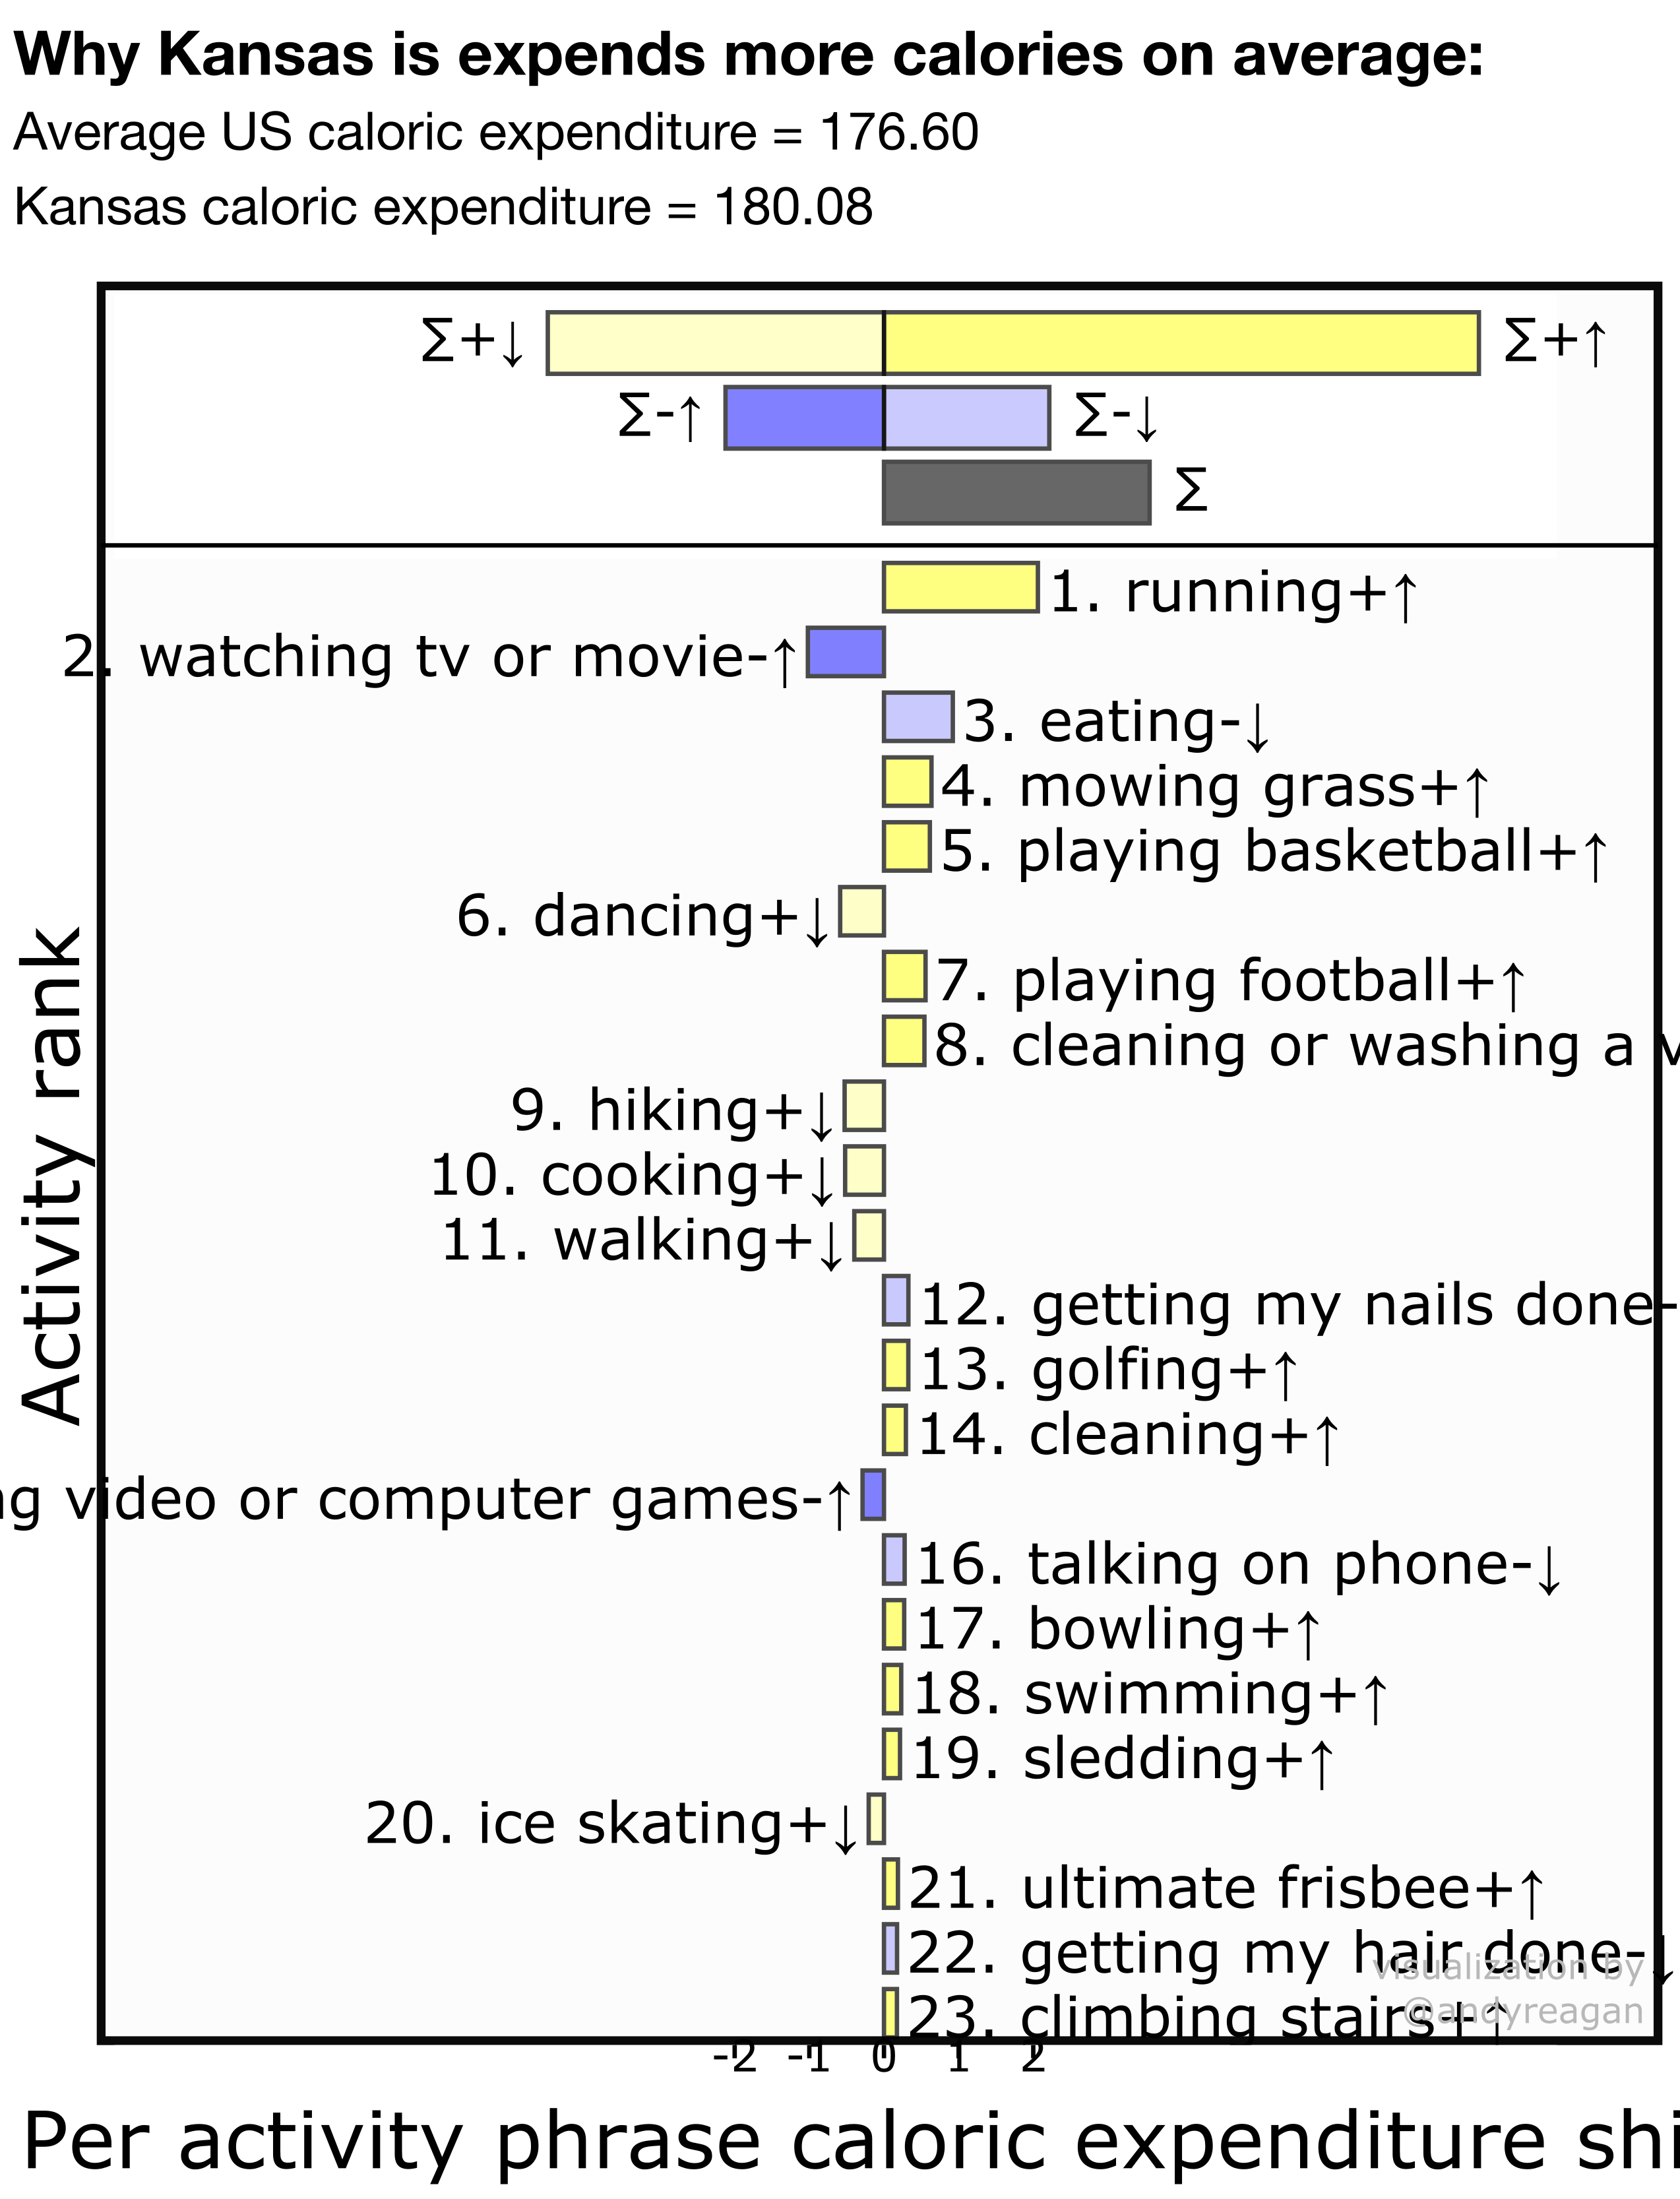 Why Kansas is expends more calories on average:
Average US caloric expenditure = 176.60
Kansas caloric expenditure = 180.08
∑+↓ ∑+↑
∑-↑ ∑-↓
∑
Activity rank
1. running+↑
2. watching tv or movie-↑
3. eating-↓
4. mowing grass+↑
5. playing basketball+↑
6. dancing+↓
7. playing football+↑
8. cleaning or washing a
9. hiking+↓
10. cooking+↓
11. walking+↓
12. getting my nails done-
13. golfing+↑
14. cleaning+↑
video or computer games-↑
16. talking on phone-↓
17. bowling+↑
18. swimming+↑
19. sledding+↑
20. ice skating+↓
21. ultimate frisbee+↑
22. getting my hair done-↓
23. climbing stairs+↑
visualization by
@andyreagan
-2 -1 0 1 2
Per activity phrase caloric expenditure